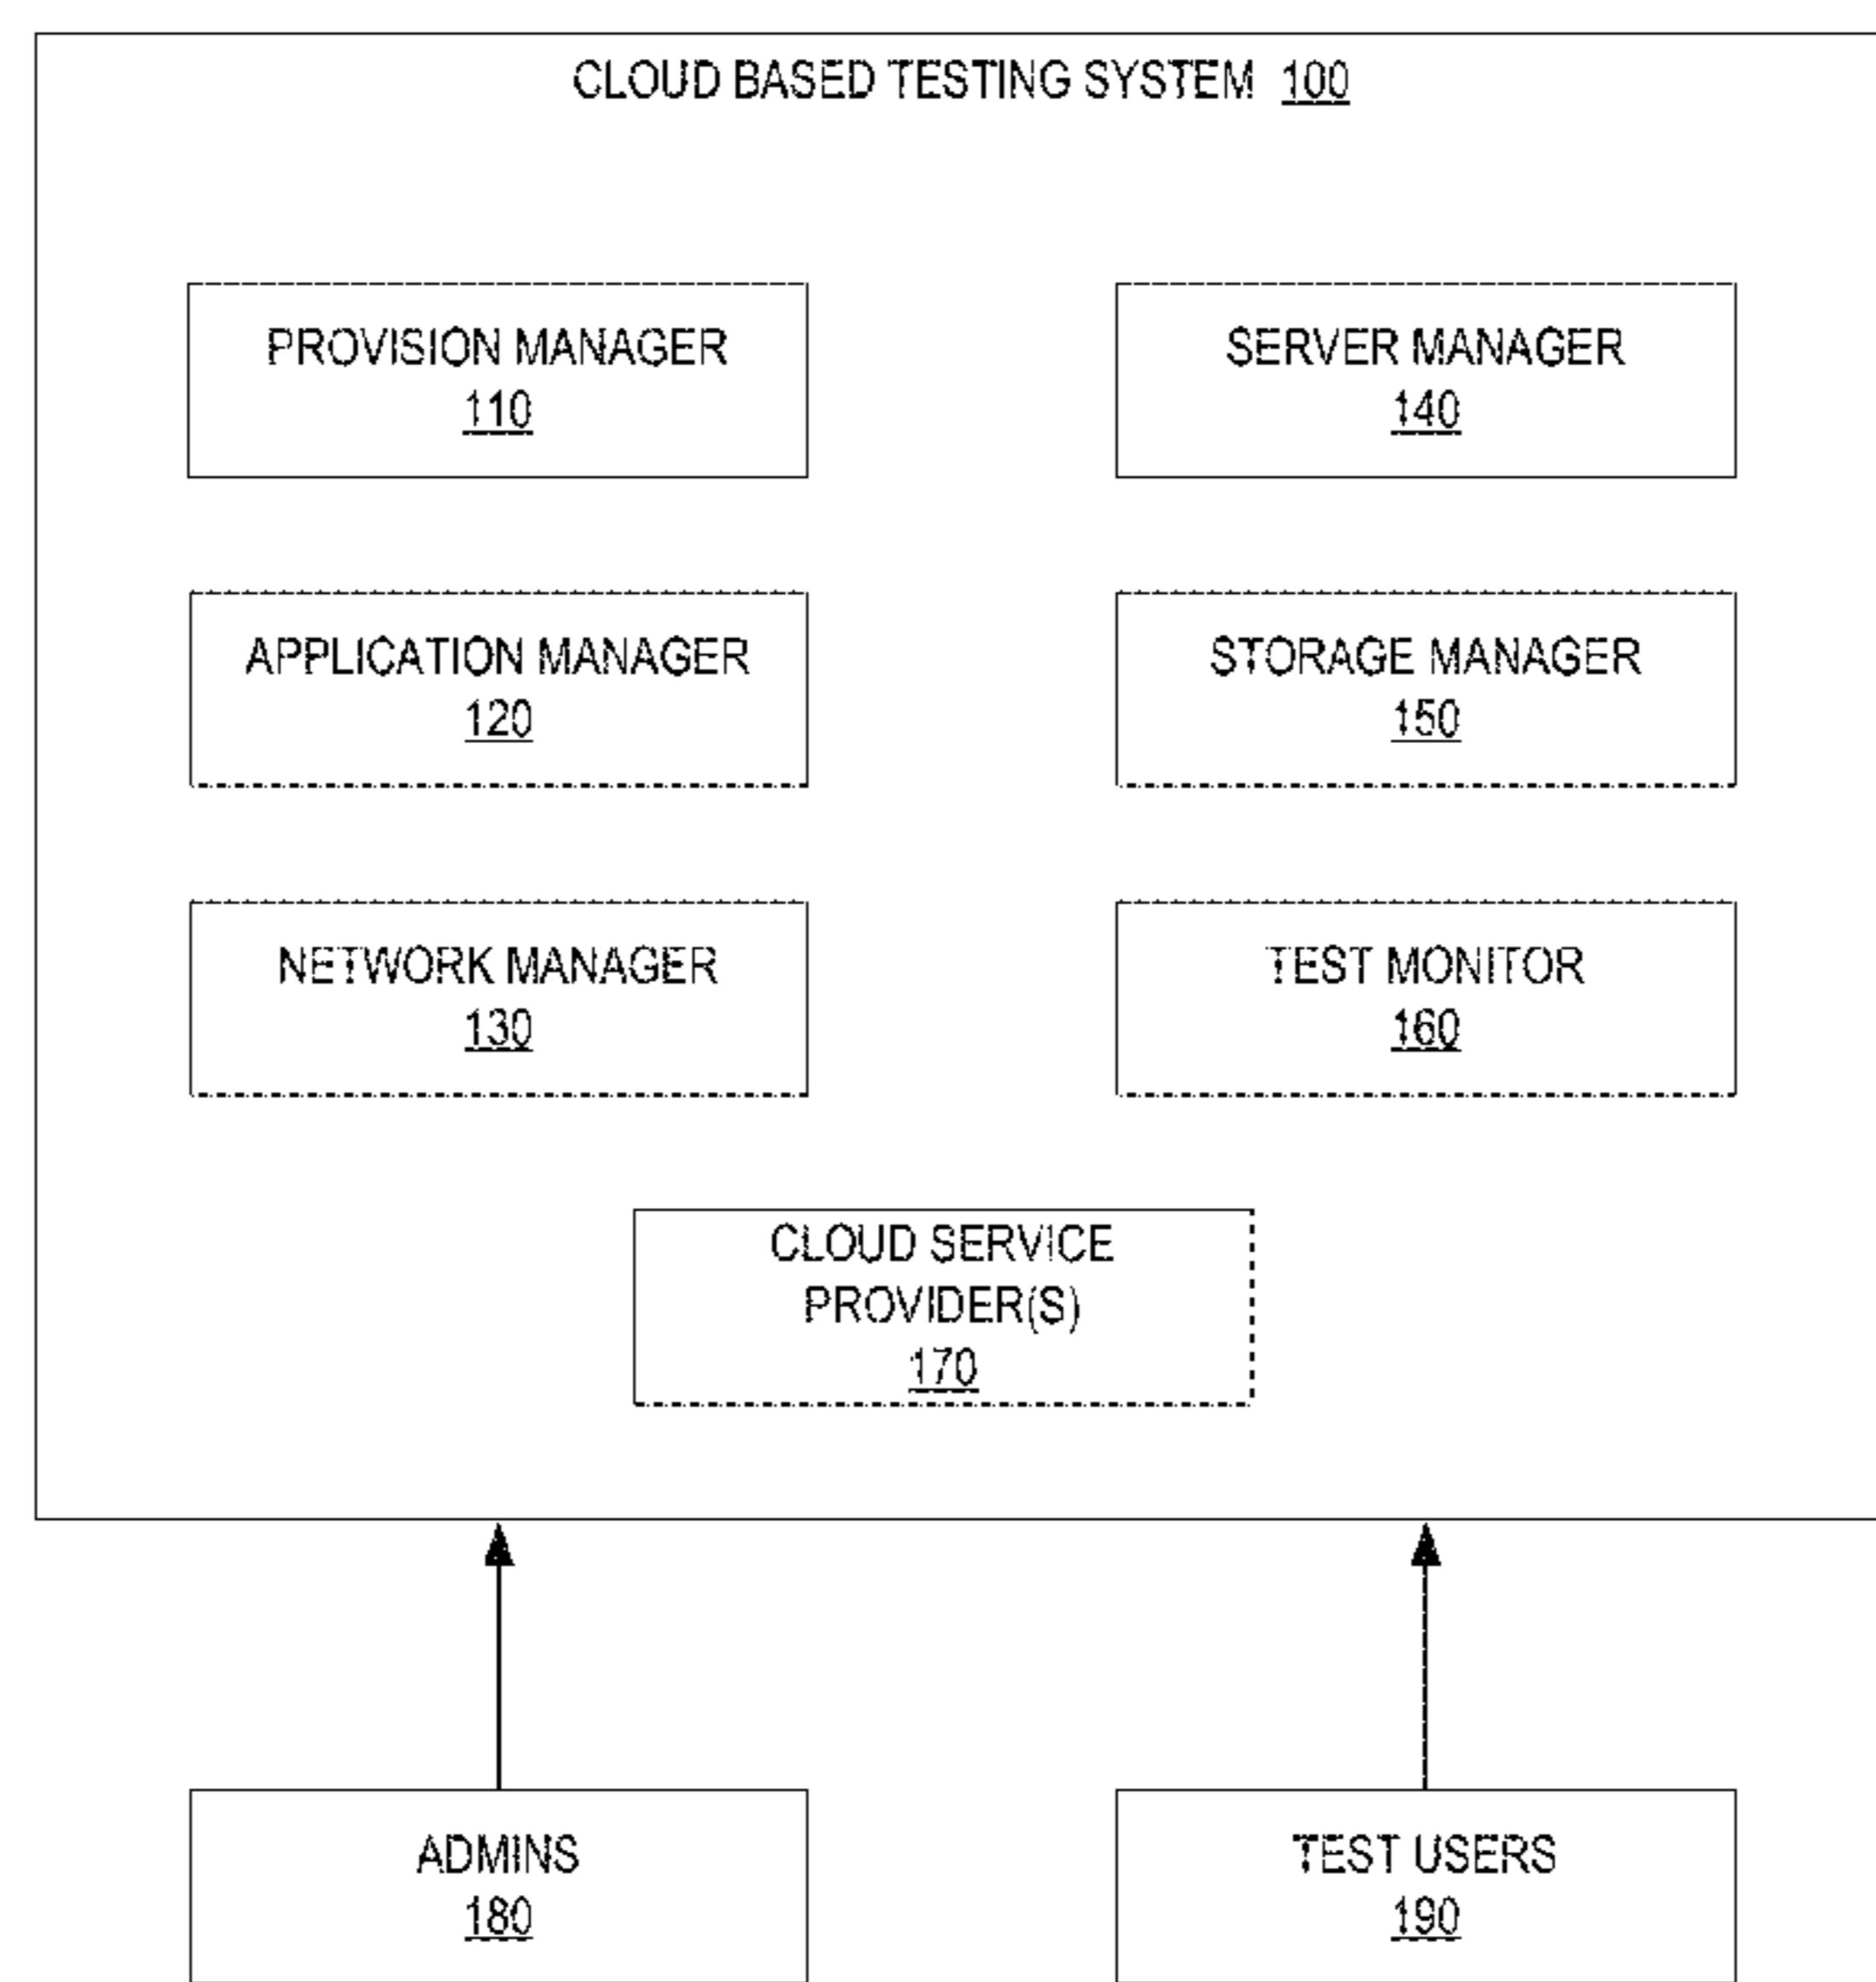 CLOUD BASED TESTING SYSTEM 100
PROVISION MANAGER
110
SERVER MANAGER
140
APPLICATION MANAGER
120
STORAGE MANAGER
150
NETWORK MANAGER
130
TEST MONITOR
160
CLOUD SERVICE
PROVIDER(S)
170
ADMINS
180
TEST USERS
190